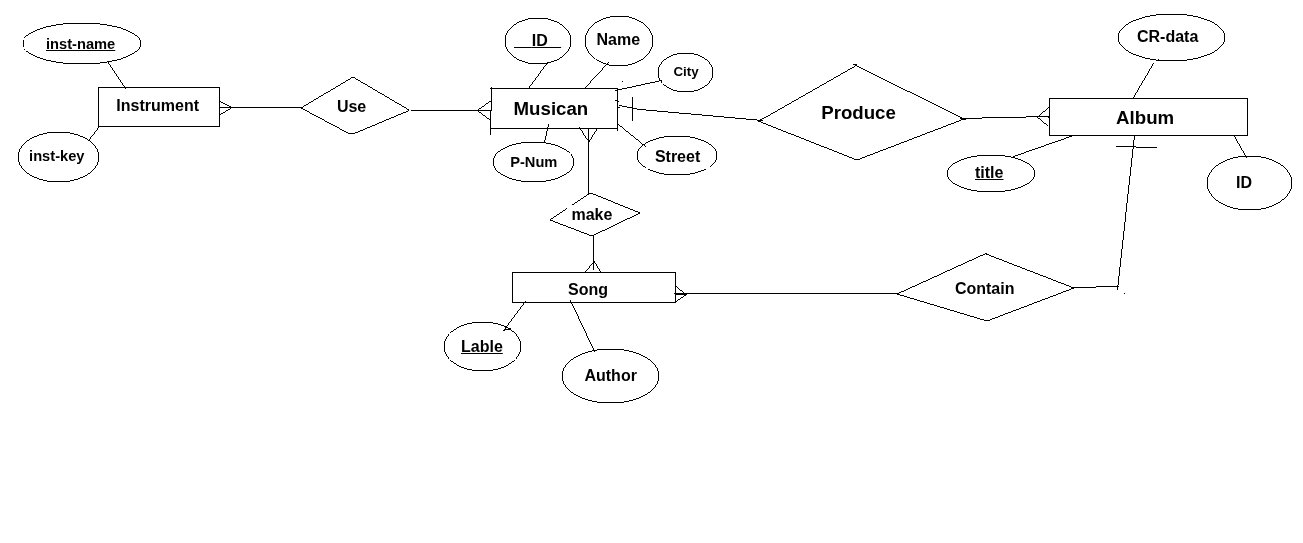 inst-name
ID
Name
CR-data
City
Instrument
Use
Musican
Produce
Album
inst-key
P-Num
Street
title
ID
make
Song
Contain
Lable
Author